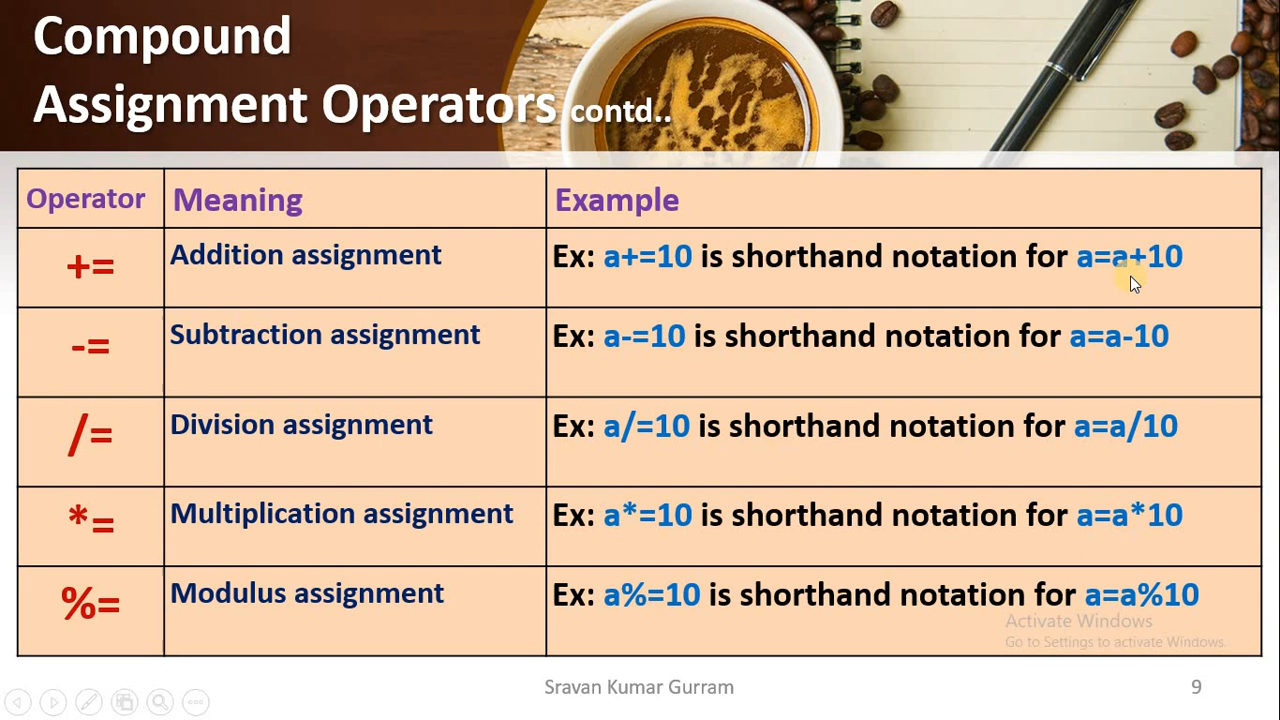 Compound
Assignment Operators contd..
Operator Meaning Example
+= Addition assignment Ex: a+=10 is shorthand notation for a=a+10
-= Subtraction assignment Ex: a-=10 is shorthand notation for a=a-10
/= Division assignment Ex: a/=10 is shorthand notation for a=a/10
*= Multiplication assignment Ex: a*=10 is shorthand notation for a=a*10
%= Modulus assignment Ex: a%=10 is shorthand notation for a=a%10
Activate Windows
Go to Settings to activate Windows.
Sravan Kumar Gurram 9